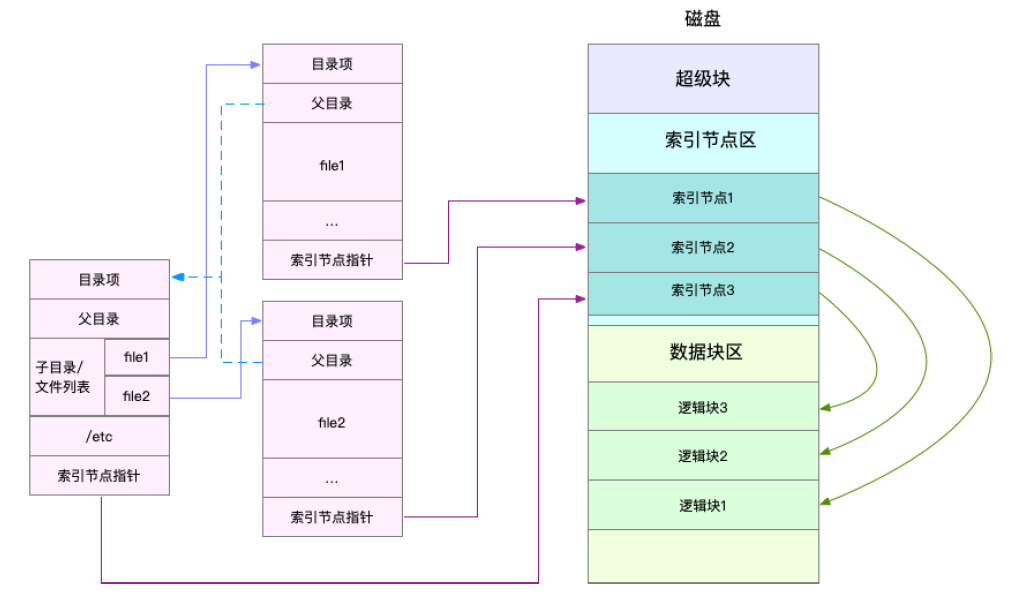 磁盘
目录项
父目录
file1
...
索引节点指针
目录项
父目录
子目录/
文件列表
file1
file2
/etc
索引节点指针
目录项
父目录
file2
...
索引节点指针
超级块
索引节点区
索引节点1
索引节点2
索引节点3
数据块区
逻辑块3
逻辑块2
逻辑块1